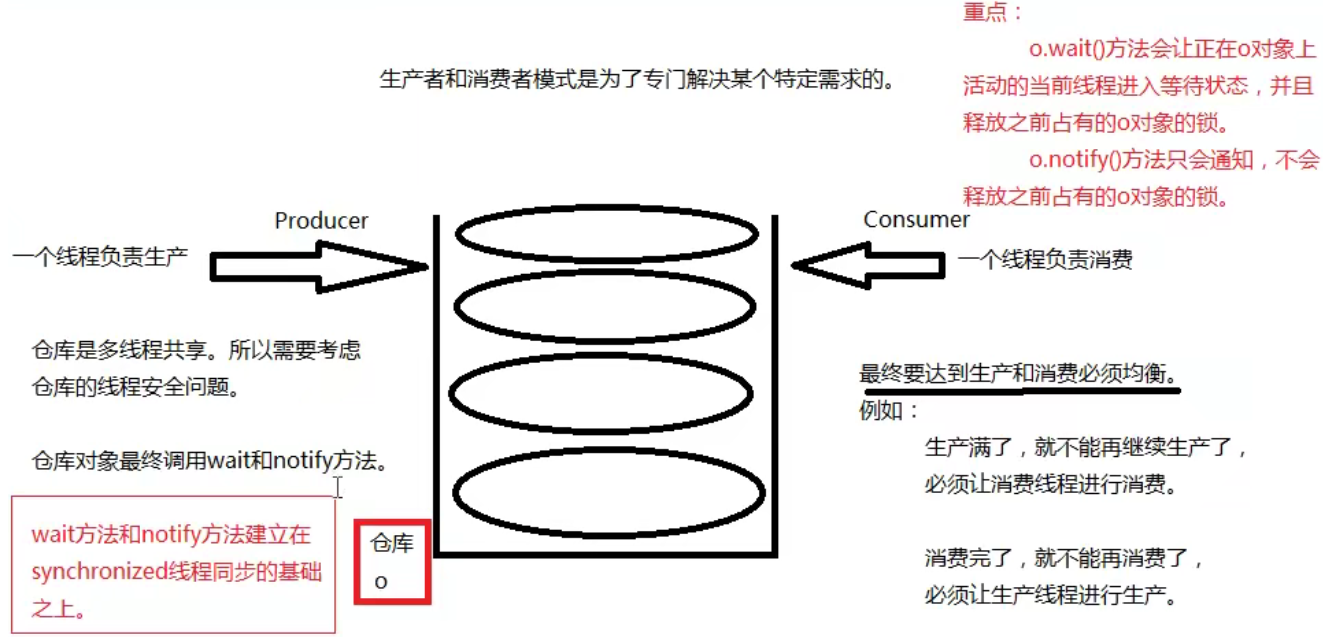 生产者和消费者模式是为了专门解决某个特定需求的。
重点：
o.wait()方法会让正在o对象上
活动的当前线程进入等待状态，并且
释放之前占有的o对象的锁。
o.notify()方法只会通知，不会
释放之前占有的o对象的锁。
Producer
一个线程负责生产
Consumer
一个线程负责消费
仓库是多线程共享。所以需要考虑
仓库的线程安全问题。
仓库对象最终调用wait和notify方法。
wait方法和notify方法建立在
synchronized线程同步的基础
之上。
仓库
o
最终要达到生产和消费必须均衡。
例如：
生产满了，就不能再继续生产了，
必须让消费线程进行消费。
消费完了，就不能再消费了，
必须让生产线程进行生产。